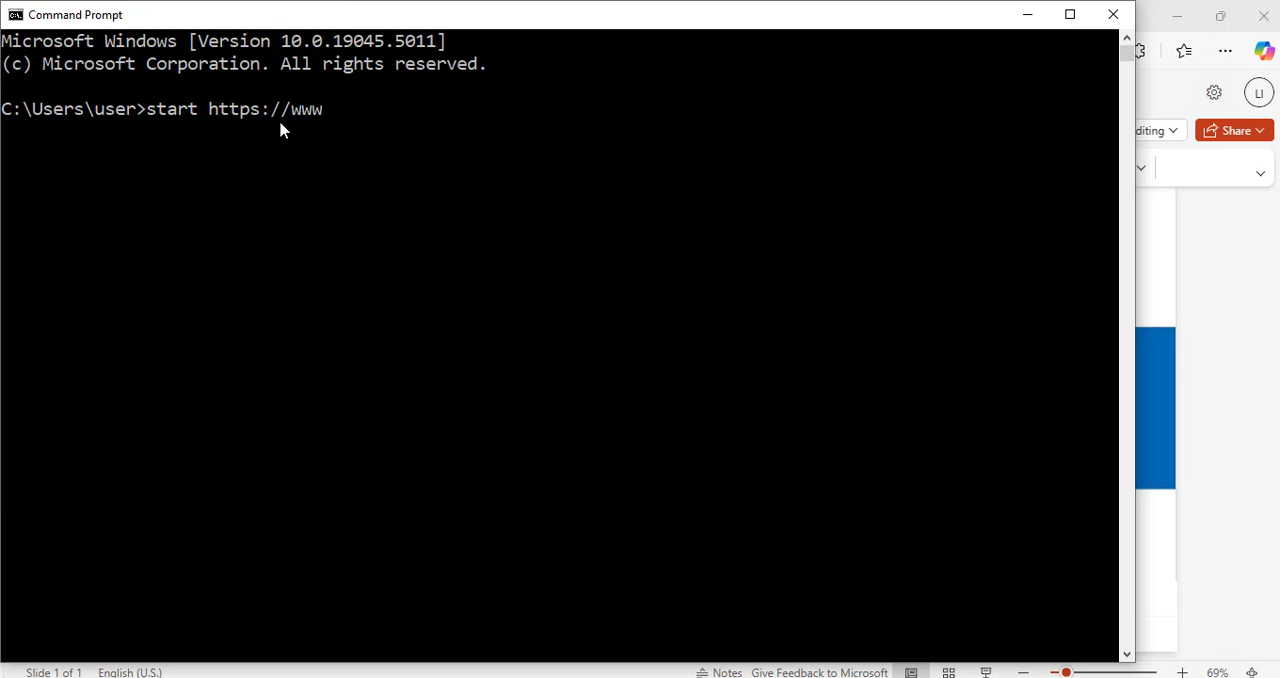 Command Prompt
Microsoft Windows [Version 10.0.19045.5011]
(c) Microsoft Corporation. All rights reserved.
C:\Users\user>start https://www
LI
diting
Share
Slide 1 of 1 English (U.S.) Notes Give Feedback to Microsoft 69%